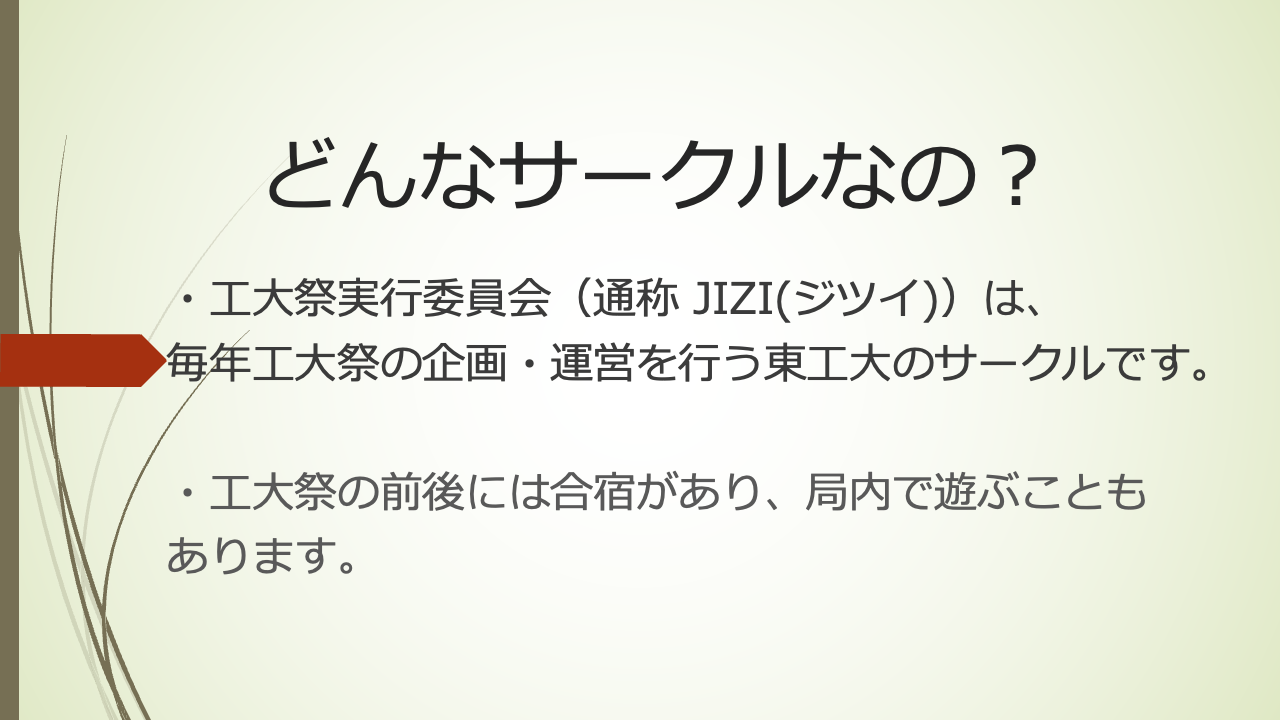 どんなサークルなの？
・工大祭実行委員会（通称 JIZI(ジツイ)）は、
毎年工大祭の企画・運営を行う東工大のサークルです。
・工大祭の前後には合宿があり、局内で遊ぶことも
あります。